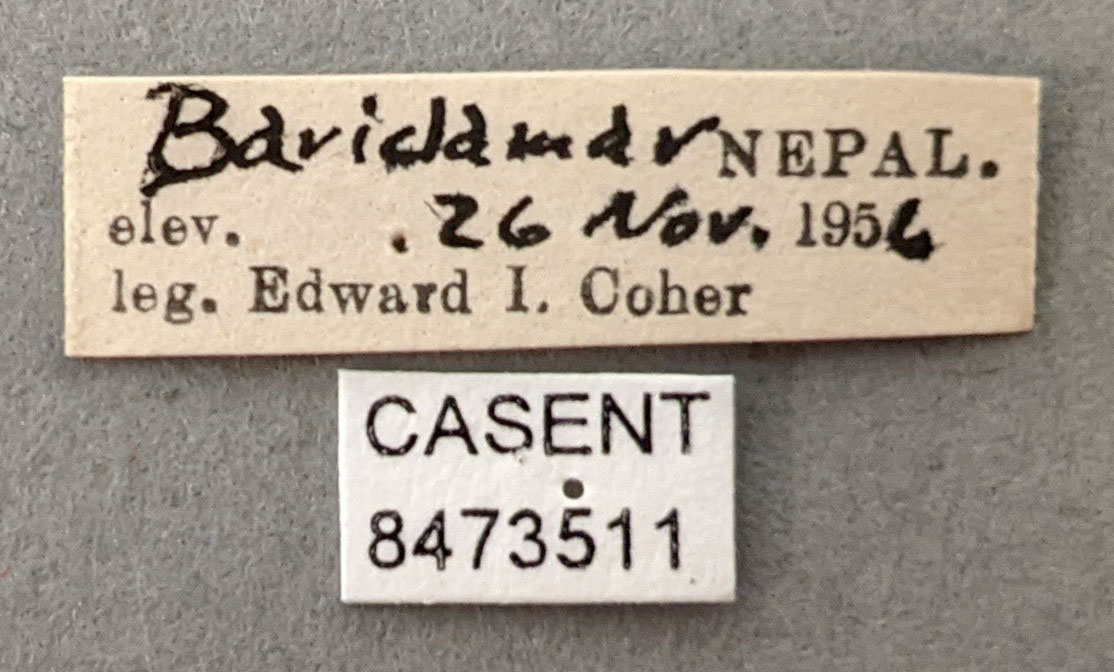 Baridamar NEPAL.
elev. . 26 Nov. 1956
leg. Edward I. Coher
CASENT
8473511